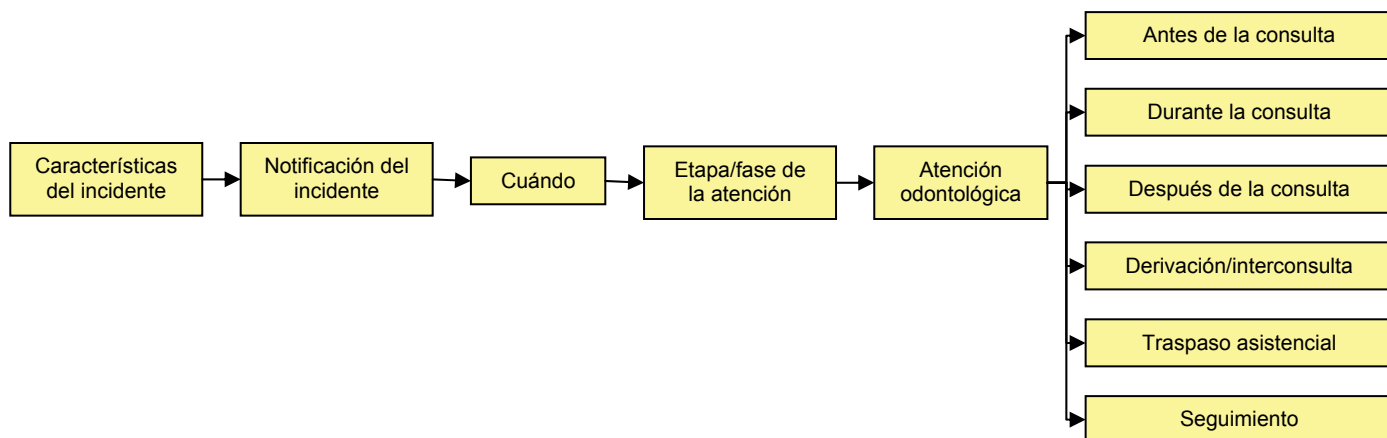 Características
del incidente
Notificación del
incidente
Cuándo
Etapa/fase de
la atención
Atención
odontológica
Antes de la consulta
Durante la consulta
Después de la consulta
Derivación/interconsulta
Traspaso asistencial
Seguimiento